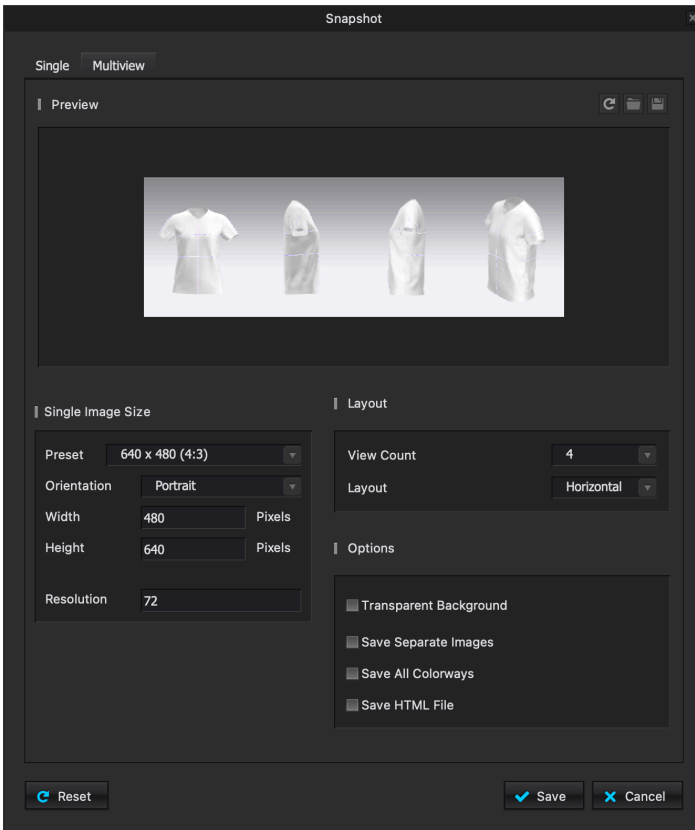 Snapshot
Single Multiview
Preview
Single Image Size
Preset 640 x 480 (4:3)
Orientation Portrait
Width 480 Pixels
Height 640 Pixels
Resolution 72
Layout
View Count 4
Layout Horizontal
Options
Transparent Background
Save Separate Images
Save All Colorways
Save HTML File
Reset Save Cancel